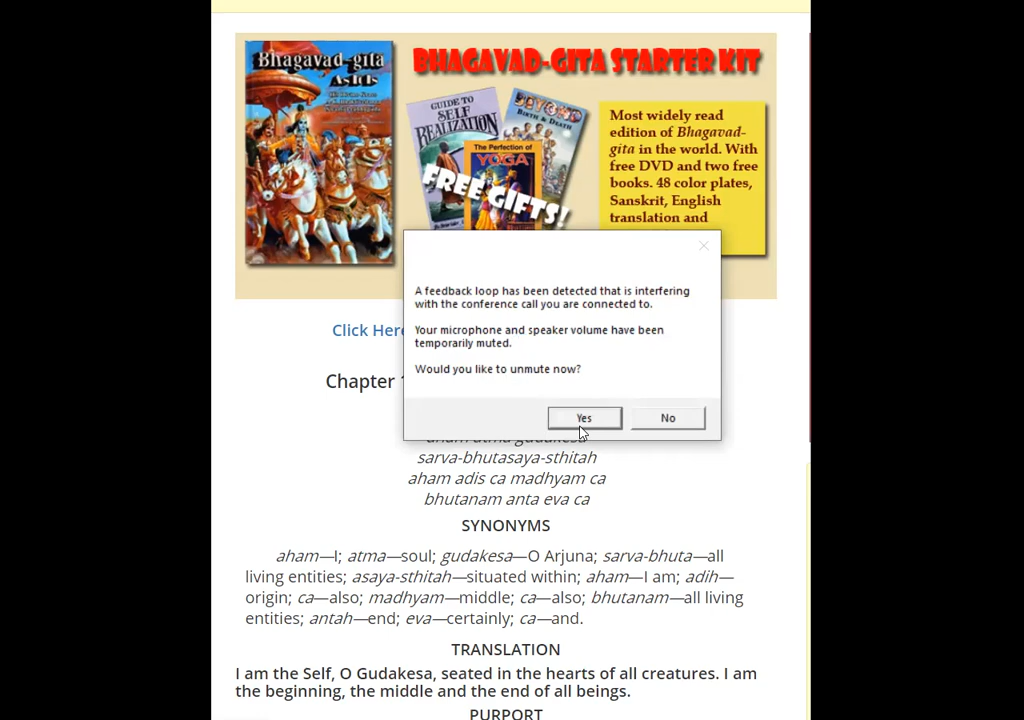 Bhagavad-gita
As It Is
BHAGAVAD-GITA STARTER KIT
GUIDE TO
SELF
REALIZATION
BEYOND
Birth & Death
The Perfection of
YOGA
FREE GIFTS!
Most widely read
edition of Bhagavad-
gita in the world. With
free DVD and two free
books. 48 color plates,
Sanskrit, English
translation and
A feedback loop has been detected that is interfering
with the conference call you are connected to.
Your microphone and speaker volume have been
temporarily muted.
Would you like to unmute now?
Yes
No
Click Here
Chapter 1
aham atma gudakesa
sarva-bhutasaya-sthitah
aham adis ca madhyam ca
bhutanam anta eva ca
SYNONYMS
aham—I; atma—soul; gudakesa—O Arjuna; sarva-bhuta—all
living entities; asaya-sthitah—situated within; aham—I am; adih—
origin; ca—also; madhyam—middle; ca—also; bhutanam—all living
entities; antah—end; eva—certainly; ca—and.
TRANSLATION
I am the Self, O Gudakesa, seated in the hearts of all creatures. I am
the beginning, the middle and the end of all beings.
PURPORT